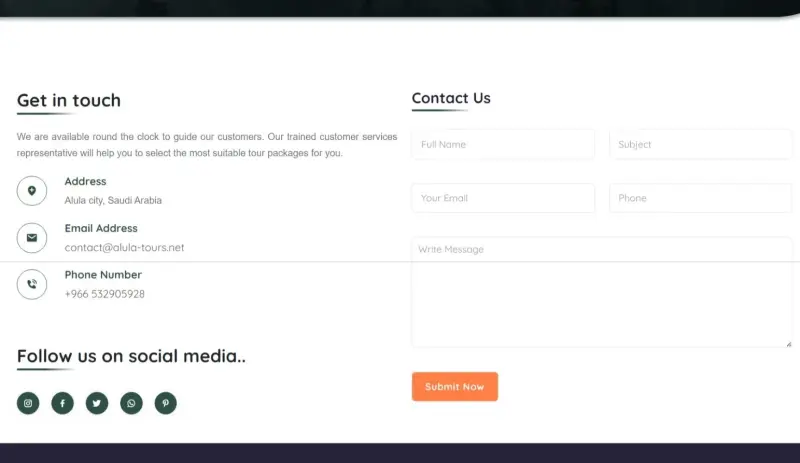 Get in touch
We are available round the clock to guide our customers. Our trained customer services
representative will help you to select the most suitable tour packages for you.
Address
Alula city, Saudi Arabia
Email Address
contact@alula-tours.net
Phone Number
+966 532905928
Follow us on social media..
Contact Us
Full Name
Subject
Your Email
Phone
Write Message
Submit Now